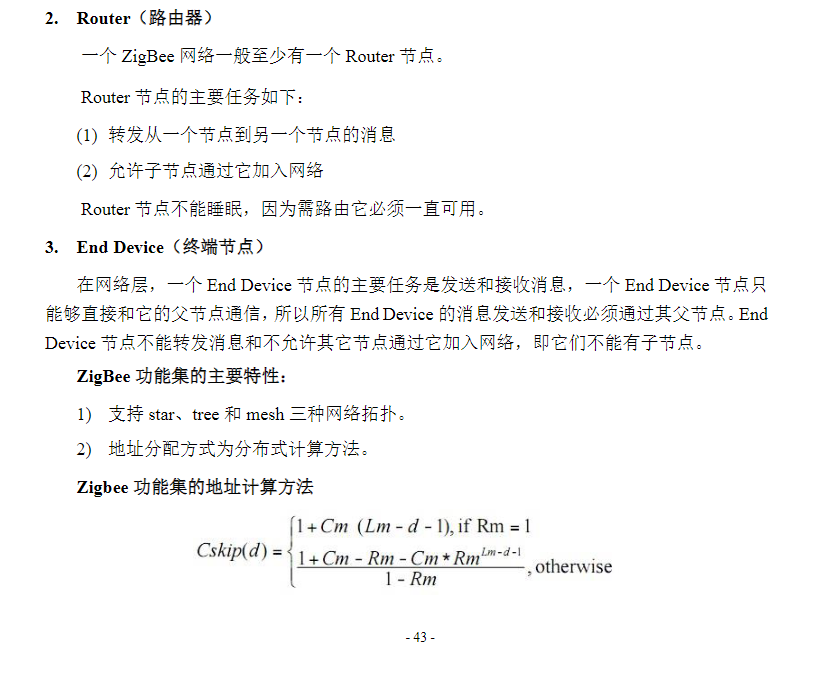 2. Router（路由器）
一个 ZigBee 网络一般至少有一个 Router 节点。
Router 节点的主要任务如下：
(1) 转发从一个节点到另一个节点的消息
(2) 允许子节点通过它加入网络
Router 节点不能睡眠，因为需路由它必须一直可用。
3. End Device（终端节点）
在网络层，一个 End Device 节点的主要任务是发送和接收消息，一个 End Device 节点只
能够直接和它的父节点通信，所以所有 End Device 的消息发送和接收必须通过其父节点。End
Device 节点不能转发消息和不允许其它节点通过它加入网络，即它们不能有子节点。
ZigBee 功能集的主要特性：
1) 支持 star、tree 和 mesh 三种网络拓扑。
2) 地址分配方式为分布式计算方法。
Zigbee 功能集的地址计算方法
Cskip(d) = { 1 + Cm (Lm - d - 1), if Rm = 1
(1 + Cm - Rm - Cm * Rm^(Lm-d-1)) / (1 - Rm), otherwise
- 43 -